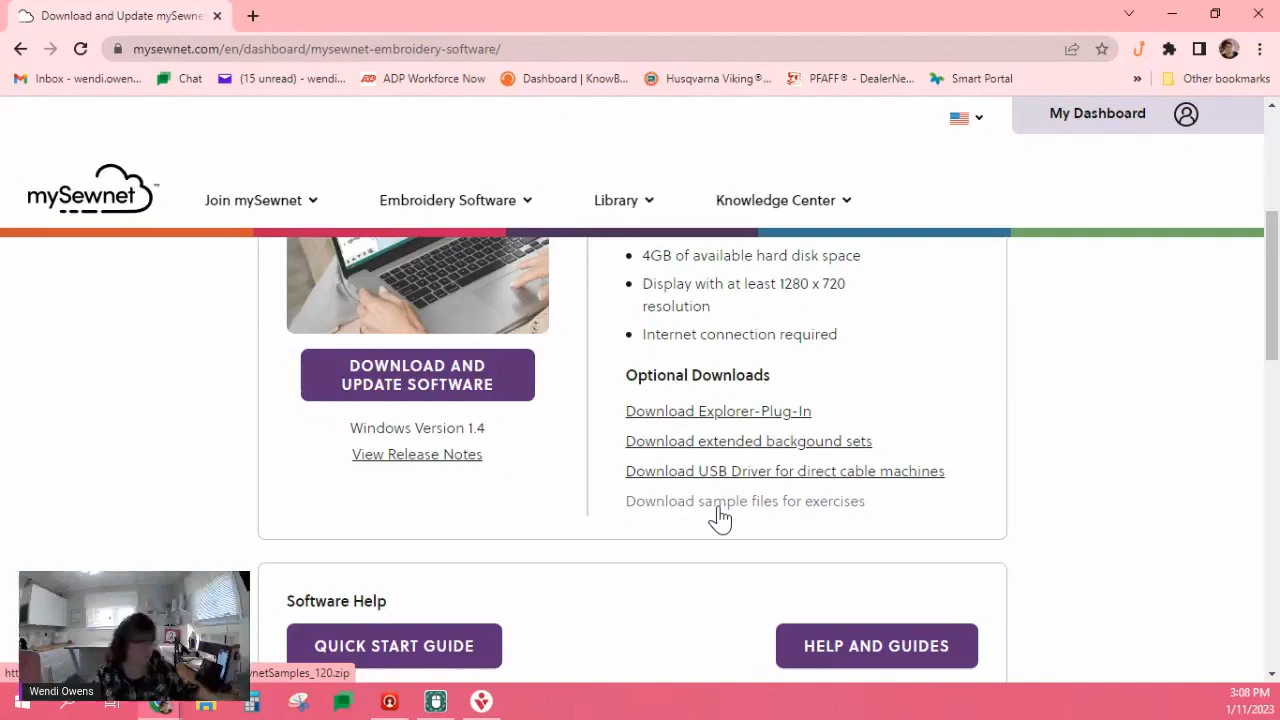 Download and Update mySewne
mysewnet.com/en/dashboard/mysewnet-embroidery-software/
Inbox - wendi.owen...
Chat
(15 unread) - wendi...
ADP Workforce Now
Dashboard | KnowB...
Husqvarna Viking®...
PFAFF® - DealerNe...
Smart Portal
»
Other bookmarks
My Dashboard
mySewnet™
Join mySewnet
Embroidery Software
Library
Knowledge Center
4GB of available hard disk space
Display with at least 1280 x 720
resolution
Internet connection required
DOWNLOAD AND
UPDATE SOFTWARE
Windows Version 1.4
View Release Notes
Optional Downloads
Download Explorer-Plug-In
Download extended backgound sets
Download USB Driver for direct cable machines
Download sample files for exercises
Software Help
QUICK START GUIDE
HELP AND GUIDES
wnetSamples_120.zip
Wendi Owens
3:08 PM
1/11/2023